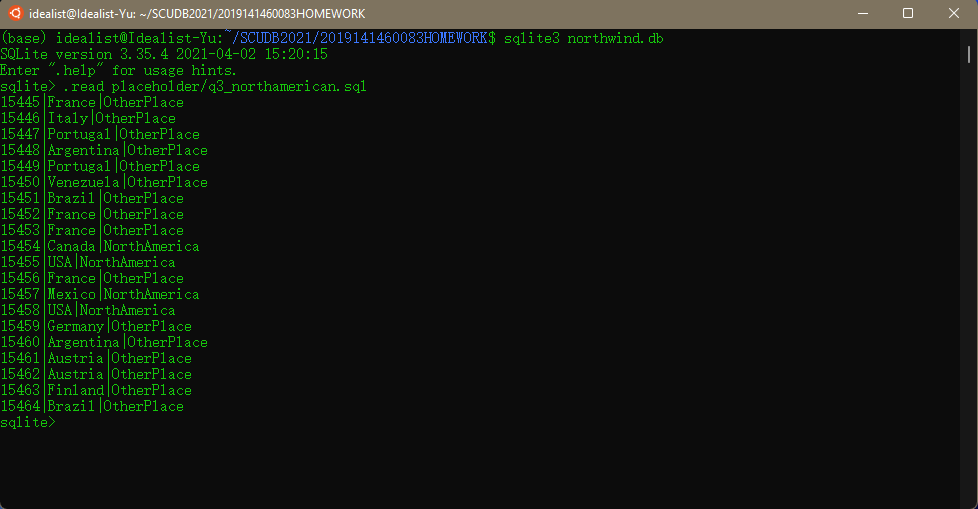 idealist@Idealist-Yu: ~/SCUDB2021/2019141460083HOMEWORK
(base) idealist@Idealist-Yu:~/SCUDB2021/2019141460083HOMEWORK$ sqlite3 northwind.db
SQLite version 3.35.4 2021-04-02 15:20:15
Enter ".help" for usage hints.
sqlite> .read placeholder/q3_northamerican.sql
15445|France|OtherPlace
15446|Italy|OtherPlace
15447|Portugal|OtherPlace
15448|Argentina|OtherPlace
15449|Portugal|OtherPlace
15450|Venezuela|OtherPlace
15451|Brazil|OtherPlace
15452|France|OtherPlace
15453|France|OtherPlace
15454|Canada|NorthAmerica
15455|USA|NorthAmerica
15456|France|OtherPlace
15457|Mexico|NorthAmerica
15458|USA|NorthAmerica
15459|Germany|OtherPlace
15460|Argentina|OtherPlace
15461|Austria|OtherPlace
15462|Austria|OtherPlace
15463|Finland|OtherPlace
15464|Brazil|OtherPlace
sqlite>